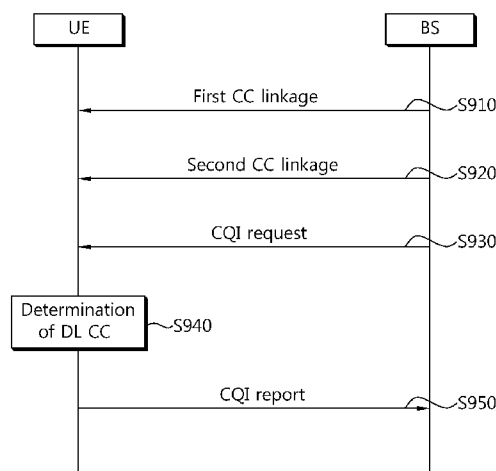 UE
BS
First CC linkage
S910
Second CC linkage
S920
CQI request
S930
Determination
of DL CC
S940
CQI report
S950